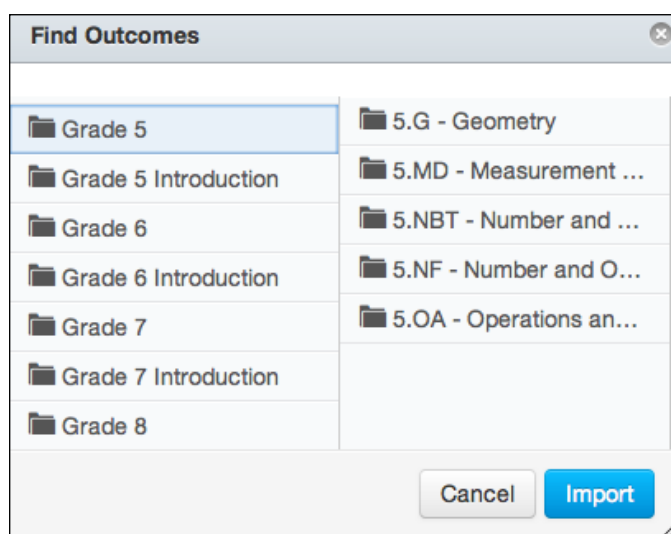 Find Outcomes
Grade 5
Grade 5 Introduction
Grade 6
Grade 6 Introduction
Grade 7
Grade 7 Introduction
Grade 8
5.G - Geometry
5.MD - Measurement ...
5.NBT - Number and ...
5.NF - Number and O...
5.OA - Operations an...
Cancel
Import